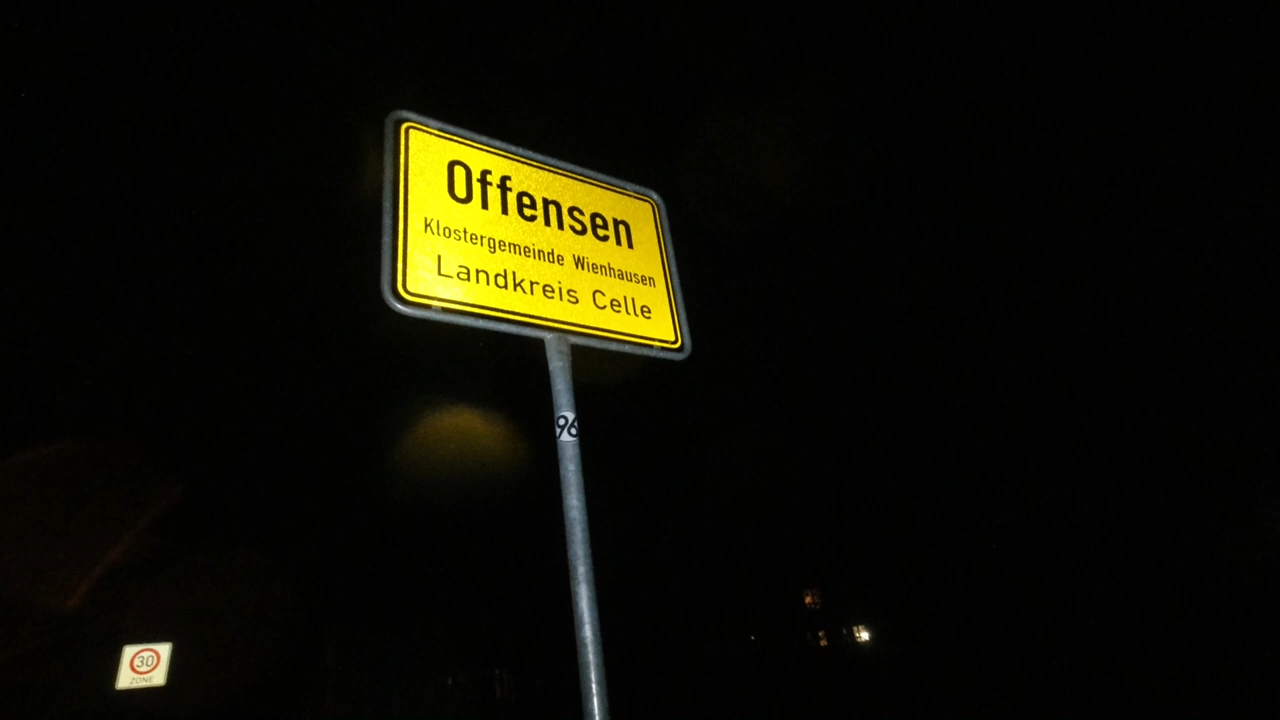 Offensen
Klostergemeinde Wienhausen
Landkreis Celle
96
30
ZONE